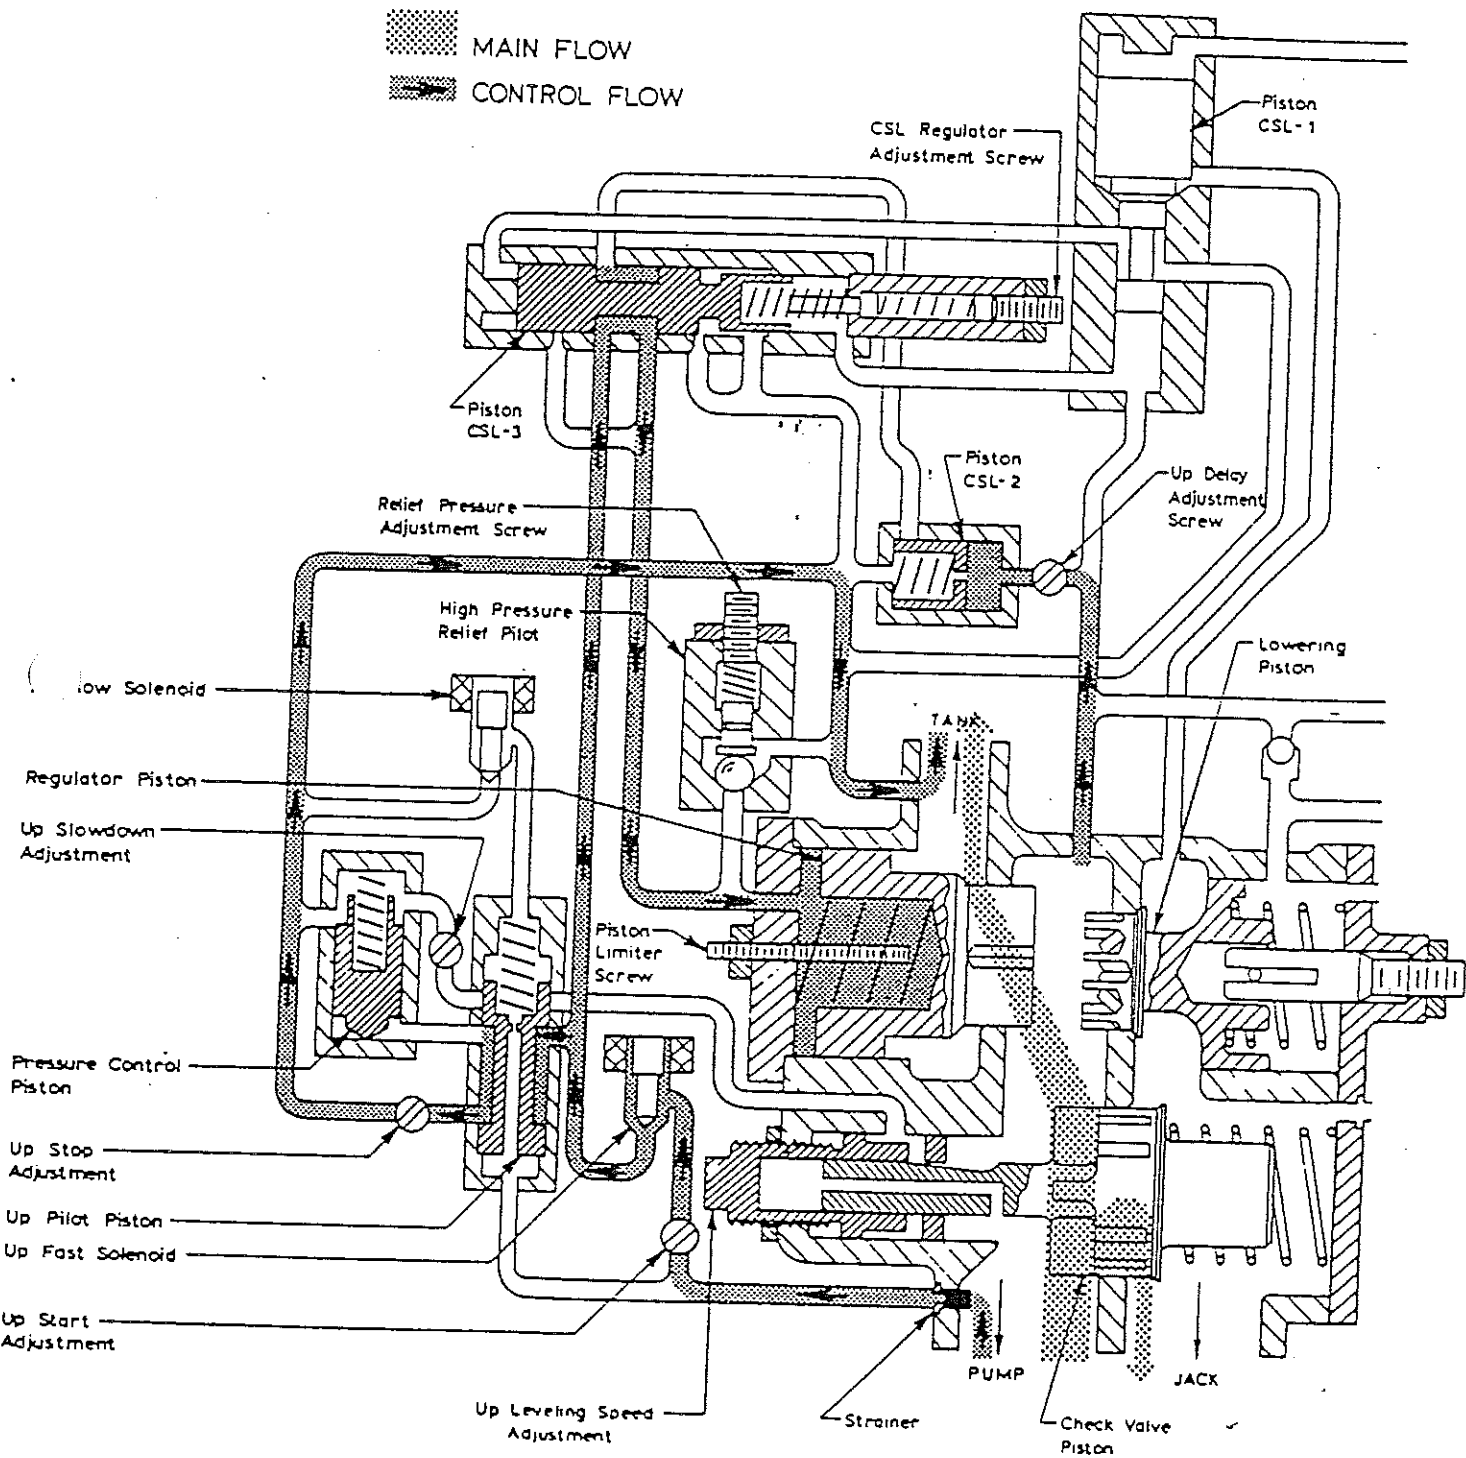 MAIN FLOW
CONTROL FLOW
Piston
CSL-1
CSL Regulator
Adjustment Screw
Piston
CSL-3
Piston
CSL-2
Up Delay
Adjustment
Screw
Relief Pressure
Adjustment Screw
High Pressure
Relief Pilot
Lowering
Piston
ow Solenoid
TANK
Regulator Piston
Up Slowdown
Adjustment
Piston
Limiter
Screw
Pressure Control
Piston
Up Stop
Adjustment
Up Pilot Piston
Up Fast Solenoid
Up Start
Adjustment
PUMP
JACK
Up Leveling Speed
Adjustment
Strainer
Check Valve
Piston